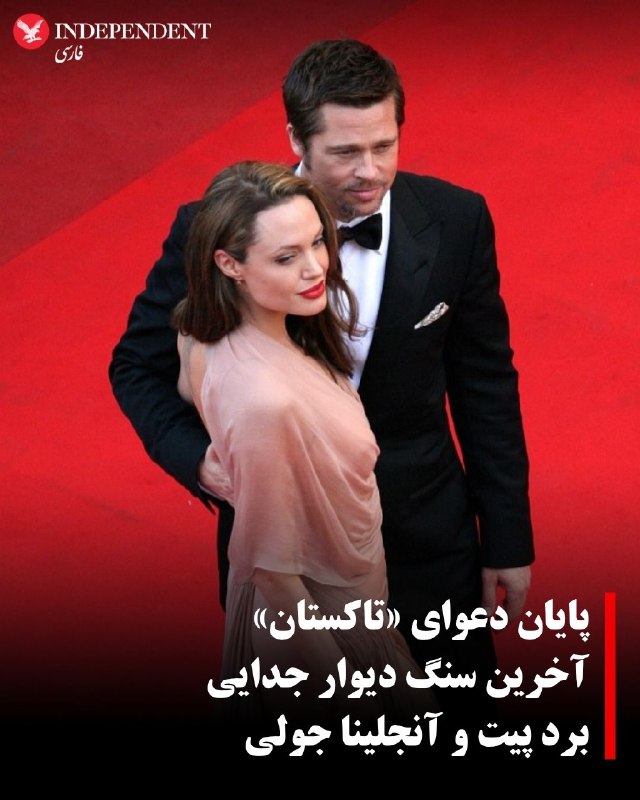 INDEPENDENT
فارسی
پایان دعوای «تاکستان»
آخرین سنگ دیوار جدایی
برد پیت و آنجلینا جولی